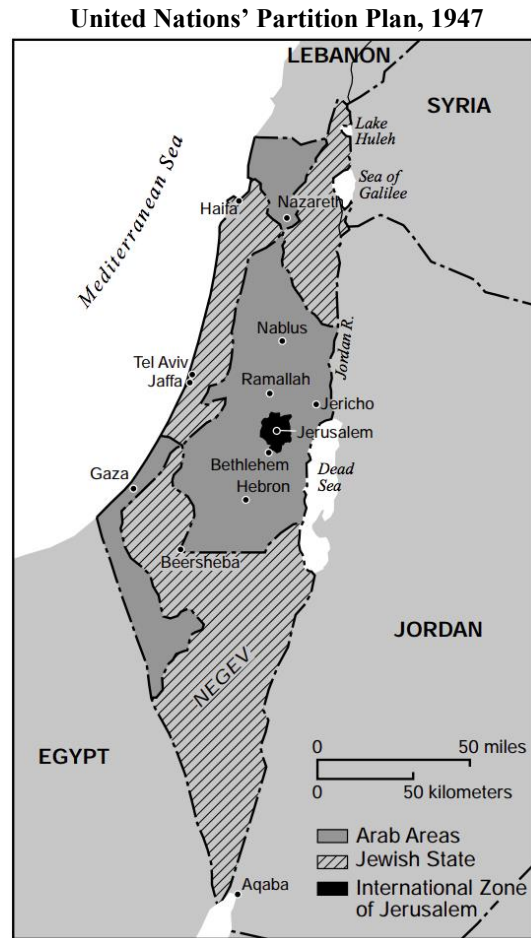 United Nations’ Partition Plan, 1947
LEBANON
SYRIA
Lake
Huleh
Sea of
Galilee
Mediterranean Sea
Haifa
Nazareth
Nablus
Jordan R.
Tel Aviv
Jaffa
Ramallah
Jericho
Jerusalem
Bethlehem
Dead
Sea
Gaza
Hebron
Beersheba
JORDAN
NEGEV
EGYPT
0 50 miles
0 50 kilometers
Arab Areas
Jewish State
International Zone
of Jerusalem
Aqaba